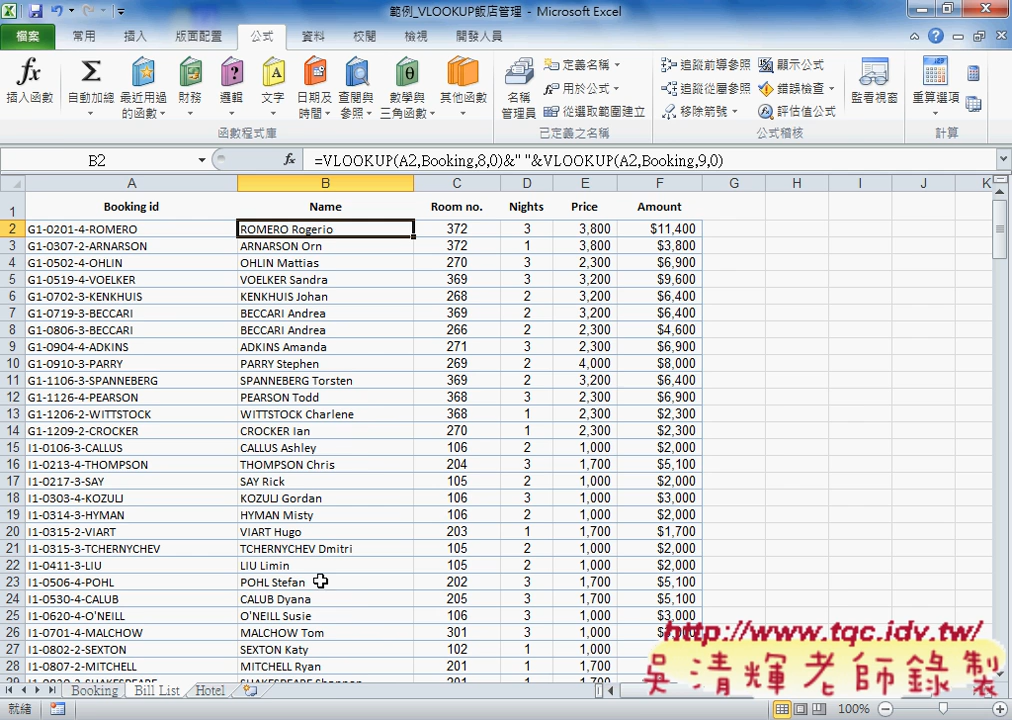 範例_VLOOKUP飯店管理 - Microsoft Excel
檔案 常用 插入 版面配置 公式 資料 校閱 檢視 開發人員
插入函數 自動加總 最近用過的函數 財務 邏輯 文字 日期及時間 查閱與參照 數學與三角函數 其他函數 名稱管理員 定義名稱 用於公式 從選取範圍建立 追蹤前導參照 追蹤從屬參照 移除箭號 顯示公式 錯誤檢查 評估值公式 監看視窗 重算選項
函數程式庫 已定義之名稱 公式稽核 計算
B2 fx =VLOOKUP(A2,Booking,8,0)&" "&VLOOKUP(A2,Booking,9,0)
A B C D E F G H I J K
1 Booking id Name Room no. Nights Price Amount
2 G1-0201-4-ROMERO ROMERO Rogerio 372 3 3,800 $11,400
3 G1-0307-2-ARNARSON ARNARSON Orn 372 1 3,800 $3,800
4 G1-0502-4-OHLIN OHLIN Mattias 270 3 2,300 $6,900
5 G1-0519-4-VOELKER VOELKER Sandra 369 3 3,200 $9,600
6 G1-0702-3-KENKHUIS KENKHUIS Johan 268 2 3,200 $6,400
7 G1-0719-3-BECCARI BECCARI Andrea 369 2 3,200 $6,400
8 G1-0806-3-BECCARI BECCARI Andrea 266 2 2,300 $4,600
9 G1-0904-4-ADKINS ADKINS Amanda 271 3 2,300 $6,900
10 G1-0910-3-PARRY PARRY Stephen 269 2 4,000 $8,000
11 G1-1106-3-SPANNEBERG SPANNEBERG Torsten 369 2 3,200 $6,400
12 G1-1126-4-PEARSON PEARSON Todd 368 3 2,300 $6,900
13 G1-1206-2-WITTSTOCK WITTSTOCK Charlene 368 1 2,300 $2,300
14 G1-1209-2-CROCKER CROCKER Ian 270 1 2,300 $2,300
15 I1-0106-3-CALLUS CALLUS Ashley 106 2 1,000 $2,000
16 I1-0213-4-THOMPSON THOMPSON Chris 204 3 1,700 $5,100
17 I1-0217-3-SAY SAY Rick 105 2 1,000 $2,000
18 I1-0303-4-KOZULJ KOZULJ Gordan 106 3 1,000 $3,000
19 I1-0314-3-HYMAN HYMAN Misty 106 2 1,000 $2,000
20 I1-0315-2-VIART VIART Hugo 203 1 1,700 $1,700
21 I1-0315-3-TCHERNYCHEV TCHERNYCHEV Dmitri 105 2 1,000 $2,000
22 I1-0411-3-LIU LIU Limin 105 2 1,000 $2,000
23 I1-0506-4-POHL POHL Stefan 202 3 1,700 $5,100
24 I1-0530-4-CALUB CALUB Dyana 205 3 1,700 $5,100
25 I1-0620-4-O'NEILL O'NEILL Susie 106 3 1,000 $3,000
26 I1-0701-4-MALCHOW MALCHOW Tom 301 3 1,000
http://www.tqc.idv.tw/
27 I1-0802-2-SEXTON SEXTON Katy 102 1 1,000
28 I1-0807-2-MITCHELL MITCHELL Ryan 201 1 1,700
吳清輝老師錄製
Booking Bill List Hotel
就緒 100%